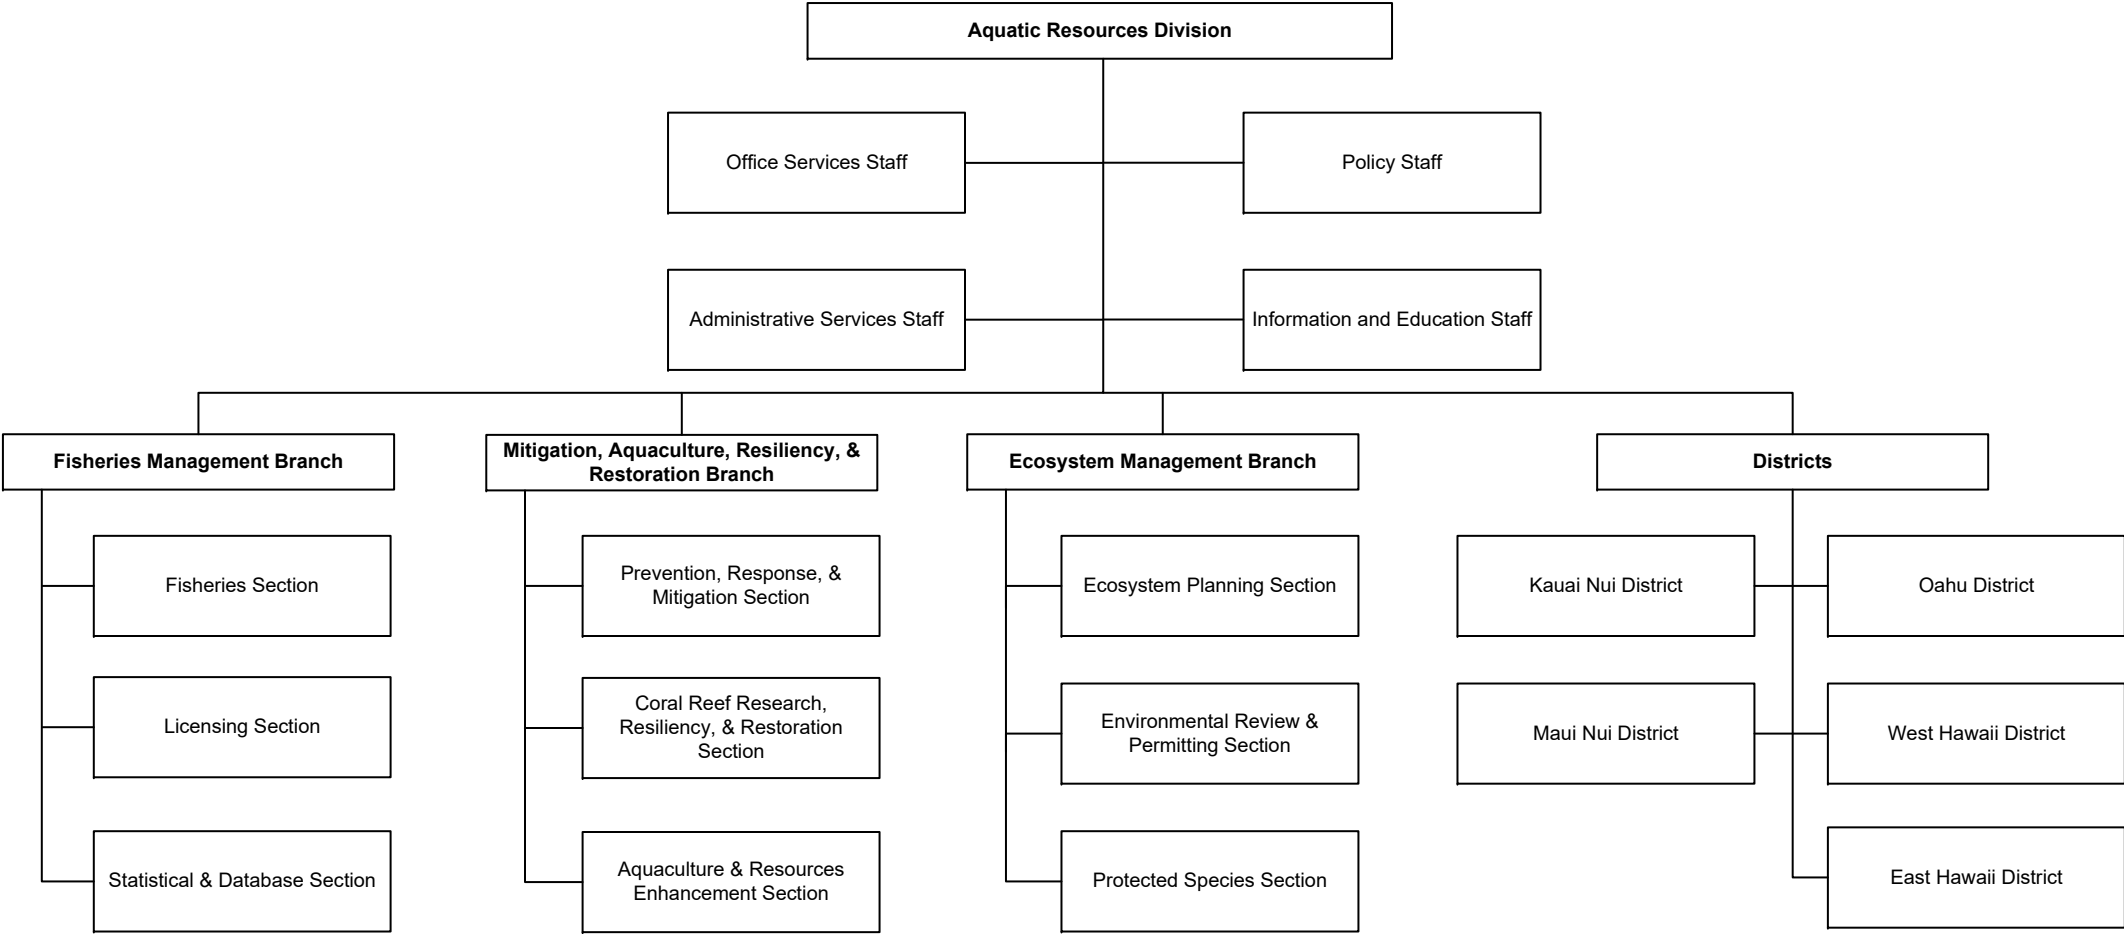 Aquatic Resources Division
Office Services Staff
Policy Staff
Administrative Services Staff
Information and Education Staff
Fisheries Management Branch
Mitigation, Aquaculture, Resiliency, &
Restoration Branch
Ecosystem Management Branch
Districts
Fisheries Section
Prevention, Response, &
Mitigation Section
Ecosystem Planning Section
Kauai Nui District
Oahu District
Licensing Section
Coral Reef Research,
Resiliency, & Restoration
Section
Environmental Review &
Permitting Section
Maui Nui District
West Hawaii District
Statistical & Database Section
Aquaculture & Resources
Enhancement Section
Protected Species Section
East Hawaii District